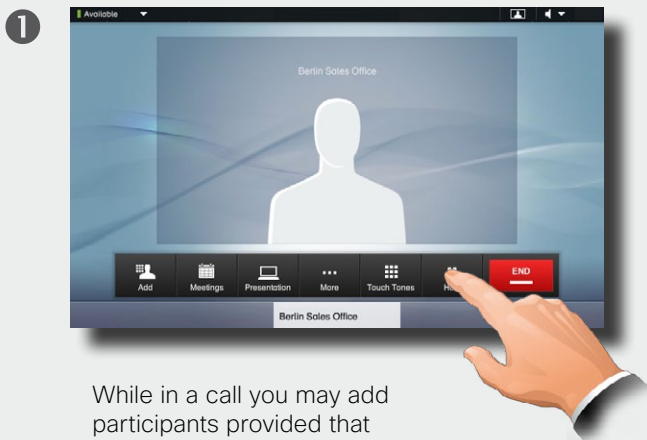 1
Available
Berlin Sales Office
Add Meetings Presentation More Touch Tones END
Berlin Sales Office
While in a call you may add
participants provided that